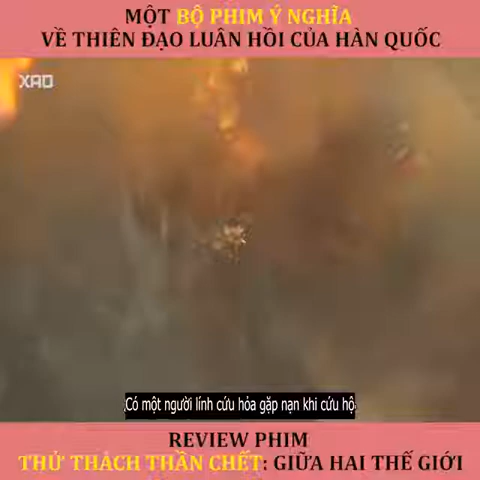 MỘT BỘ PHIM Ý NGHĨA
VỀ THIÊN ĐẠO LUÂN HỒI CỦA HÀN QUỐC
XAO
Có một người lính cứu hỏa gặp nạn khi cứu hộ
REVIEW PHIM
THỬ THÁCH THẦN CHẾT: GIỮA HAI THẾ GIỚI